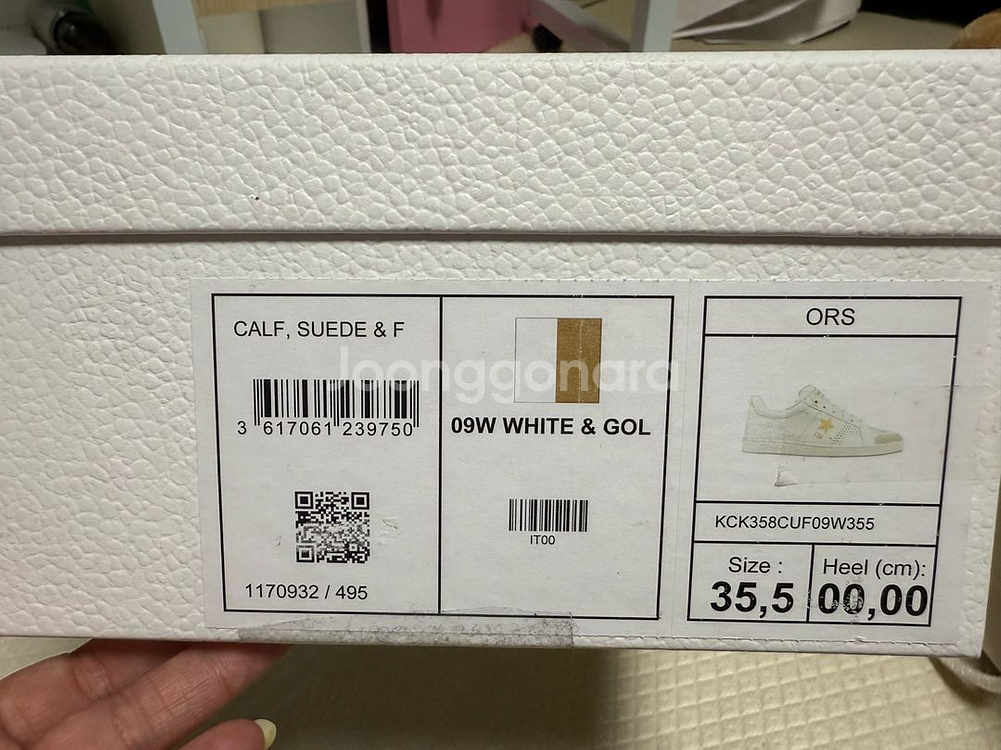 CALF, SUEDE & F
3 617061 239750
1170932 / 495
Joonggonara
09W WHITE & GOL
IT00
ORS
KCK358CUF09W355
Size :
35,5
Heel (cm):
00,00